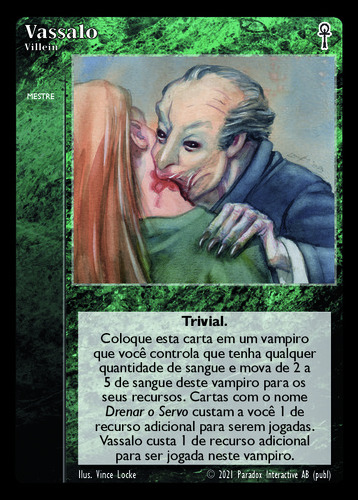 Vassalo
Villein
MESTRE
Trivial.
Coloque esta carta em um vampiro
que você controla que tenha qualquer
quantidade de sangue e mova de 2 a
5 de sangue deste vampiro para os
seus recursos. Cartas com o nome
Drenar o Servo custam a você 1 de
recurso adicional para serem jogadas.
Vassalo custa 1 de recurso adicional
para ser jogada neste vampiro.
Ilus. Vince Locke © 2021 Paradox Interactive AB (publ)